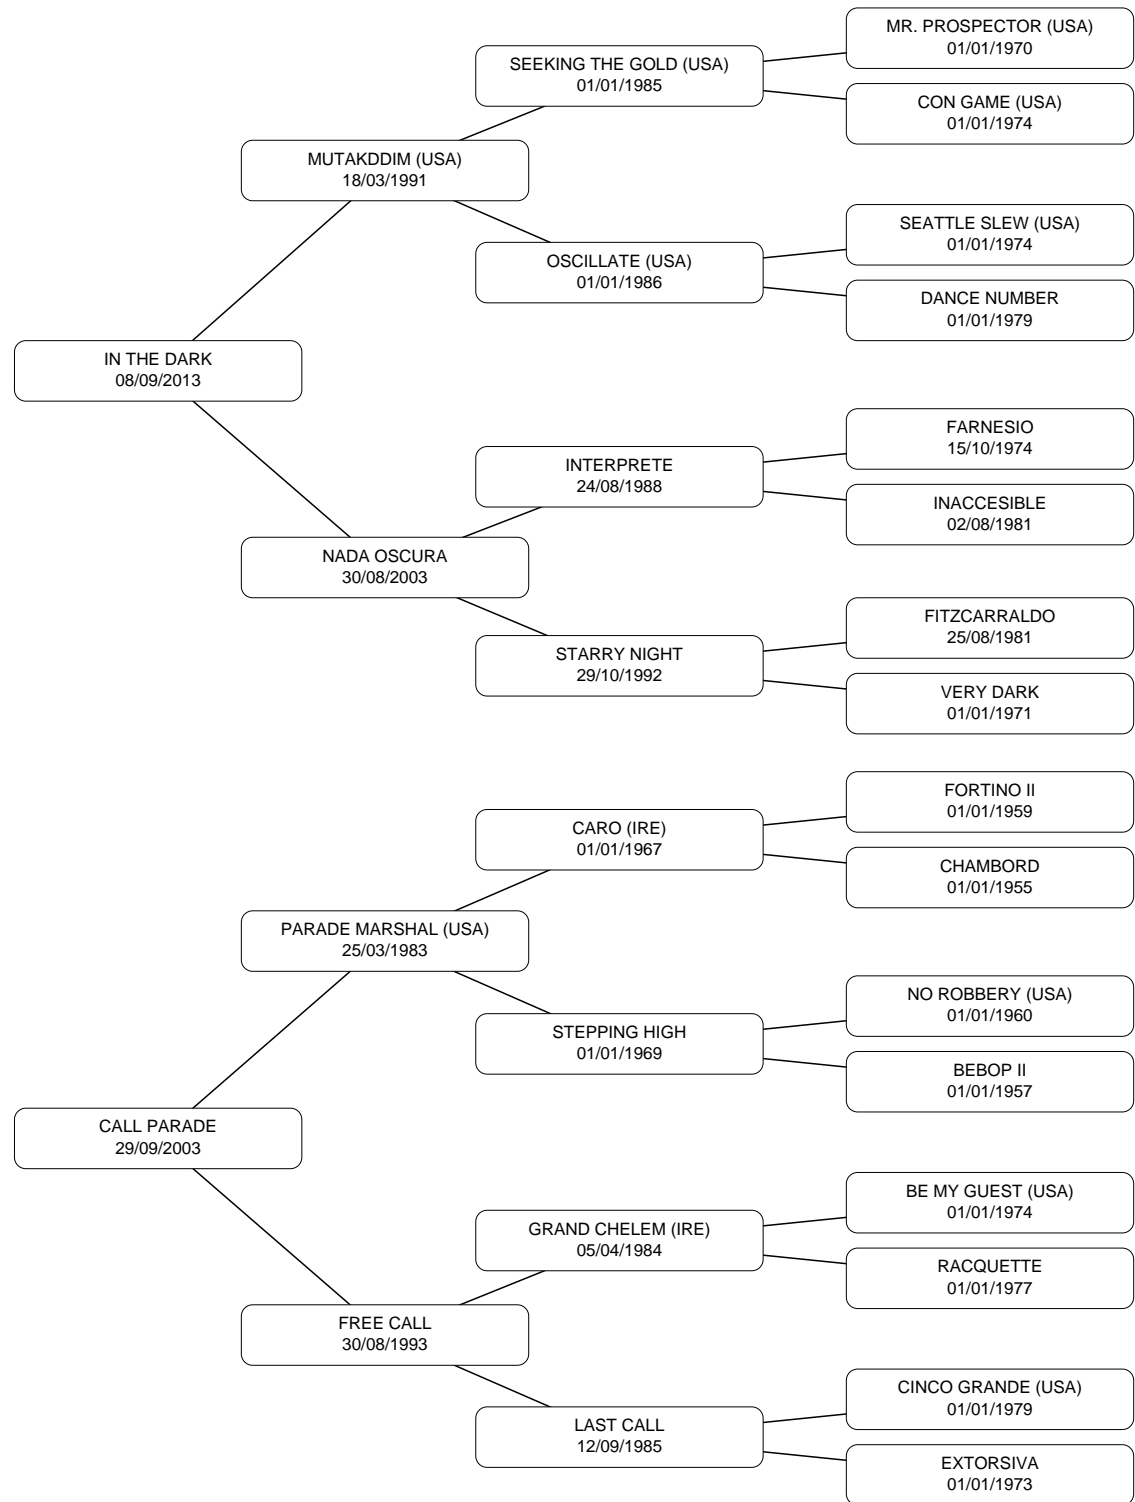 MR. PROSPECTOR (USA)
01/01/1970
SEEKING THE GOLD (USA)
01/01/1985
CON GAME (USA)
01/01/1974
MUTAKDDIM (USA)
18/03/1991
SEATTLE SLEW (USA)
01/01/1974
OSCILLATE (USA)
01/01/1986
DANCE NUMBER
01/01/1979
IN THE DARK
08/09/2013
FARNESIO
15/10/1974
INTERPRETE
24/08/1988
INACCESIBLE
02/08/1981
NADA OSCURA
30/08/2003
FITZCARRALDO
25/08/1981
STARRY NIGHT
29/10/1992
VERY DARK
01/01/1971
FORTINO II
01/01/1959
CARO (IRE)
01/01/1967
CHAMBORD
01/01/1955
PARADE MARSHAL (USA)
25/03/1983
NO ROBBERY (USA)
01/01/1960
STEPPING HIGH
01/01/1969
BEBOP II
01/01/1957
CALL PARADE
29/09/2003
BE MY GUEST (USA)
01/01/1974
GRAND CHELEM (IRE)
05/04/1984
RACQUETTE
01/01/1977
FREE CALL
30/08/1993
CINCO GRANDE (USA)
01/01/1979
LAST CALL
12/09/1985
EXTORSIVA
01/01/1973